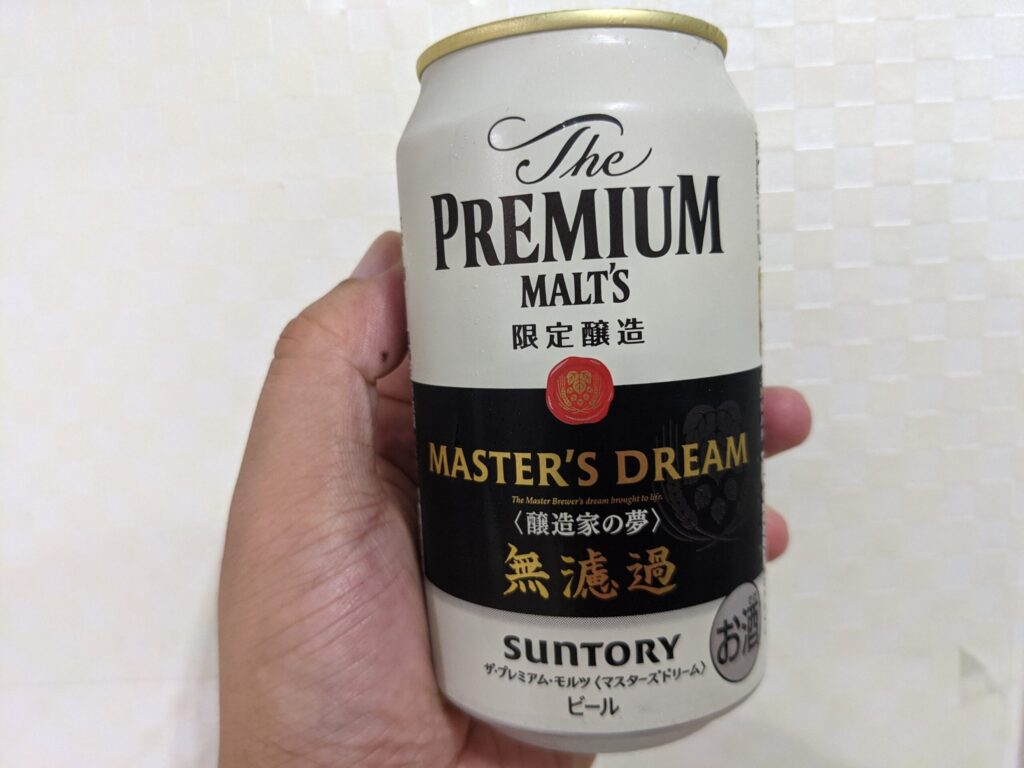 The
PREMIUM
MALT'S
限定醸造
MASTER'S DREAM
The Master Brewer's dream brought to life.
〈醸造家の夢〉
無濾過
お酒
SUNTORY
ザ・プレミアム・モルツ〈マスターズドリーム〉
ビール